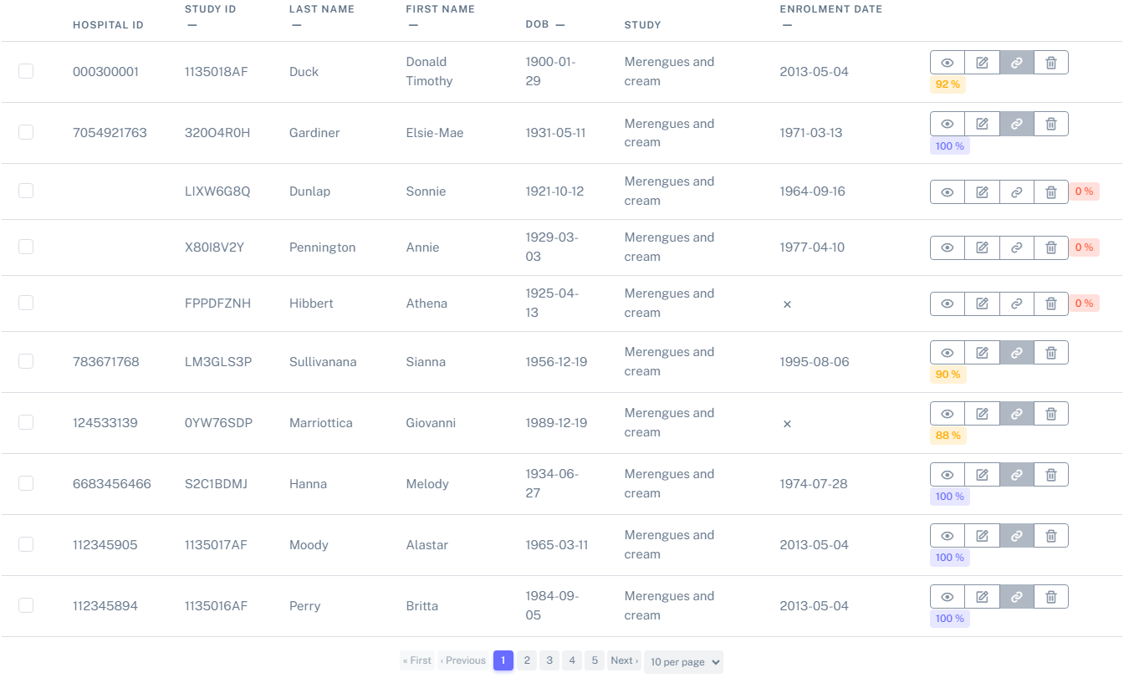 HOSPITAL ID STUDY ID — LAST NAME — FIRST NAME — DOB — STUDY ENROLMENT DATE —
000300001 1135018AF Duck Donald Timothy 1900-01-29 Merengues and cream 2013-05-04 92 %
7054921763 320O4R0H Gardiner Elsie-Mae 1931-05-11 Merengues and cream 1971-03-13 100 %
LIXW6G8Q Dunlap Sonnie 1921-10-12 Merengues and cream 1964-09-16 0 %
X80I8V2Y Pennington Annie 1929-03-03 Merengues and cream 1977-04-10 0 %
FPPDFZNH Hibbert Athena 1925-04-13 Merengues and cream × 0 %
783671768 LM3GLS3P Sullivanana Sianna 1956-12-19 Merengues and cream 1995-08-06 90 %
124533139 0YW76SDP Marriottica Giovanni 1989-12-19 Merengues and cream × 88 %
6683456466 S2C1BDMJ Hanna Melody 1934-06-27 Merengues and cream 1974-07-28 100 %
112345905 1135017AF Moody Alastar 1965-03-11 Merengues and cream 2013-05-04 100 %
112345894 1135016AF Perry Britta 1984-09-05 Merengues and cream 2013-05-04 100 %
« First ‹ Previous 1 2 3 4 5 Next › 10 per page